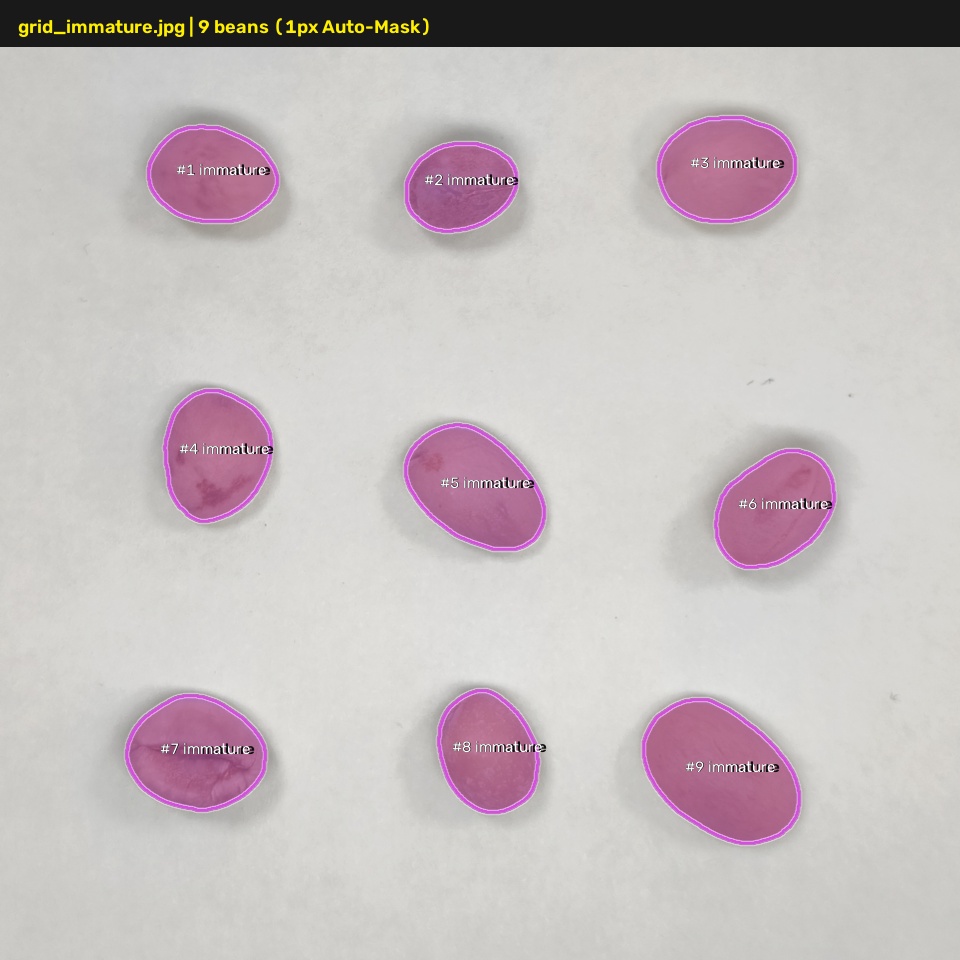 grid_immature.jpg | 9 beans (1px Auto-Mask)
#1 immature
#2 immature
#3 immature
#4 immature
#5 immature
#6 immature
#7 immature
#8 immature
#9 immature